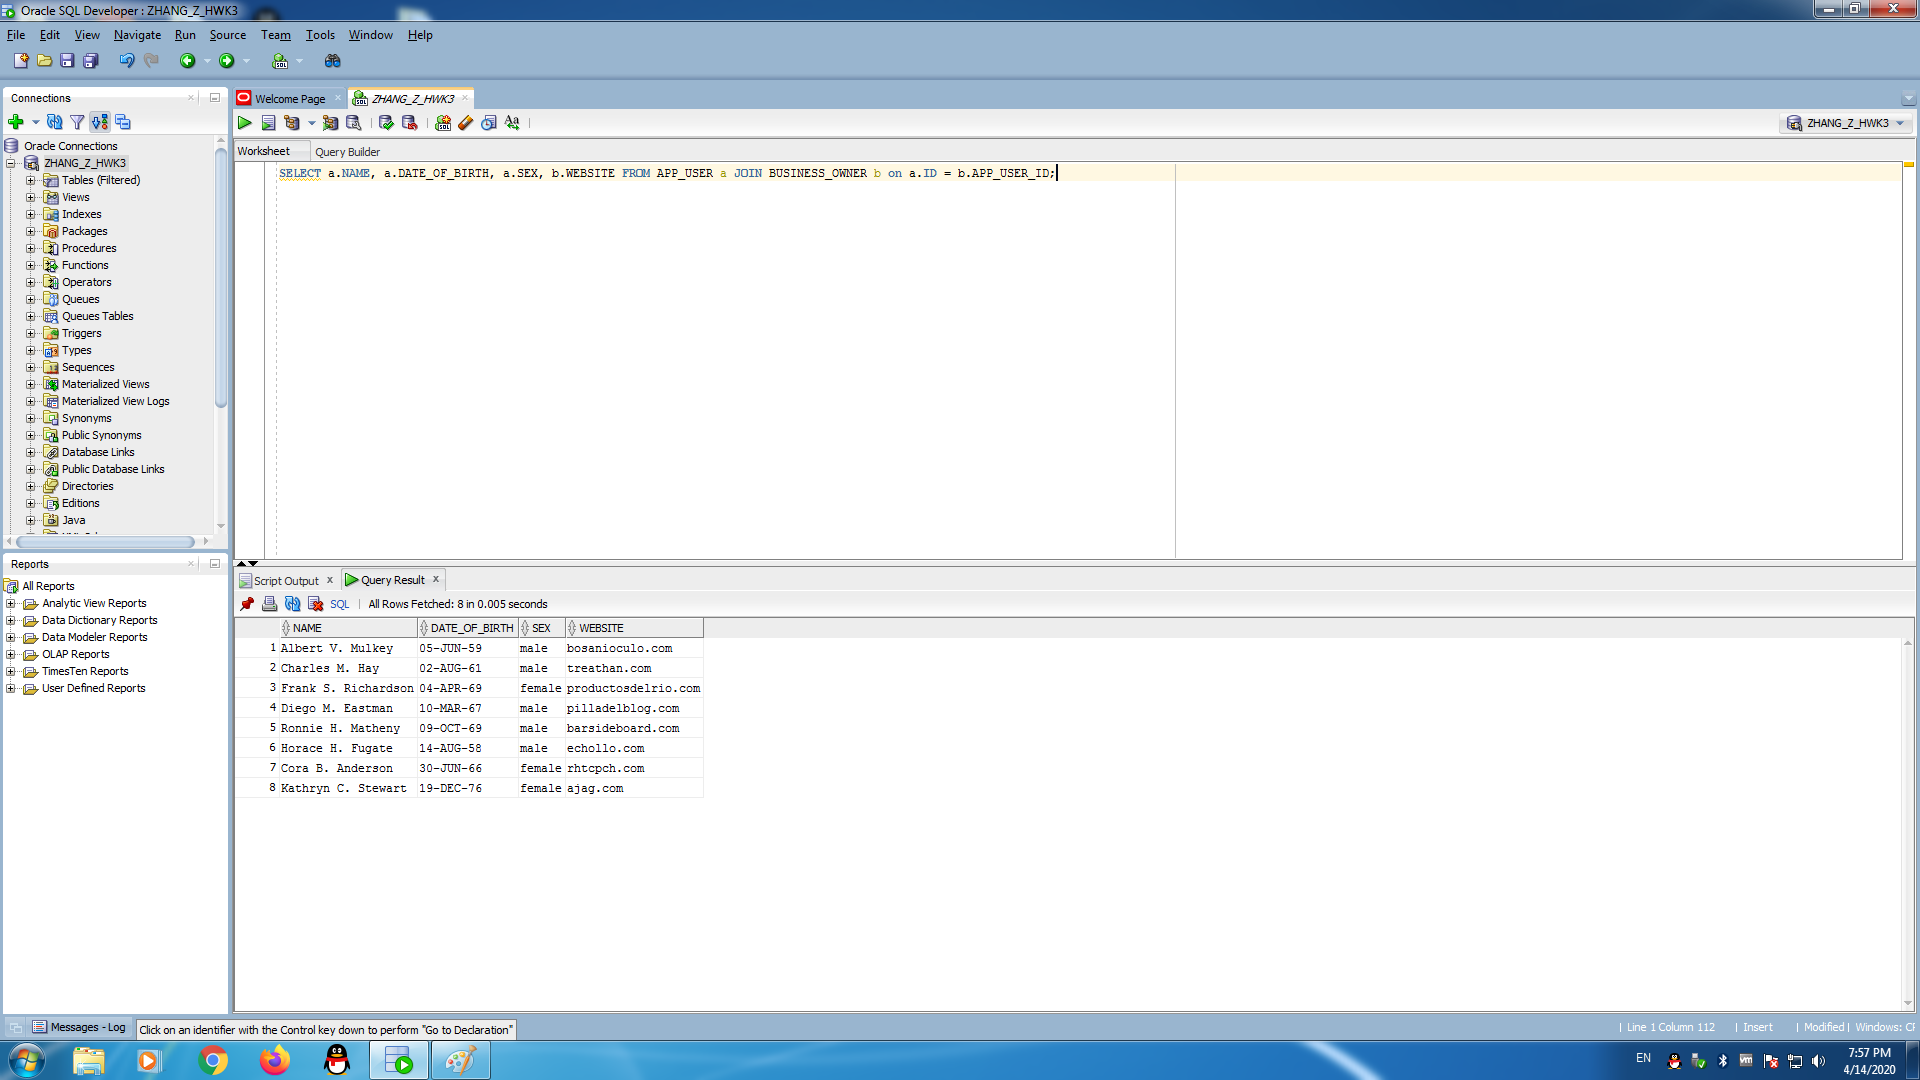 Oracle SQL Developer : ZHANG_Z_HWK3
File Edit View Navigate Run Source Team Tools Window Help
Connections
Oracle Connections
ZHANG_Z_HWK3
Tables (Filtered)
Views
Indexes
Packages
Procedures
Functions
Operators
Queues
Queues Tables
Triggers
Types
Sequences
Materialized Views
Materialized View Logs
Synonyms
Public Synonyms
Database Links
Public Database Links
Directories
Editions
Java
Reports
All Reports
Analytic View Reports
Data Dictionary Reports
Data Modeler Reports
OLAP Reports
TimesTen Reports
User Defined Reports
Welcome Page ZHANG_Z_HWK3
ZHANG_Z_HWK3
Worksheet Query Builder
SELECT a.NAME, a.DATE_OF_BIRTH, a.SEX, b.WEBSITE FROM APP_USER a JOIN BUSINESS_OWNER b on a.ID = b.APP_USER_ID;
Script Output x Query Result x
SQL | All Rows Fetched: 8 in 0.005 seconds
NAME DATE_OF_BIRTH SEX WEBSITE
1 Albert V. Mulkey 05-JUN-59 male bosanioculo.com
2 Charles M. Hay 02-AUG-61 male treathan.com
3 Frank S. Richardson 04-APR-69 female productosdelrio.com
4 Diego M. Eastman 10-MAR-67 male pilladelblog.com
5 Ronnie H. Matheny 09-OCT-69 male barsideboard.com
6 Horace H. Fugate 14-AUG-58 male echollo.com
7 Cora B. Anderson 30-JUN-66 female rhtcpch.com
8 Kathryn C. Stewart 19-DEC-76 female ajag.com
Messages - Log Click on an identifier with the Control key down to perform "Go to Declaration"
| Line 1 Column 112 | Insert | Modified | Windows:
EN
7:57 PM
4/14/2020